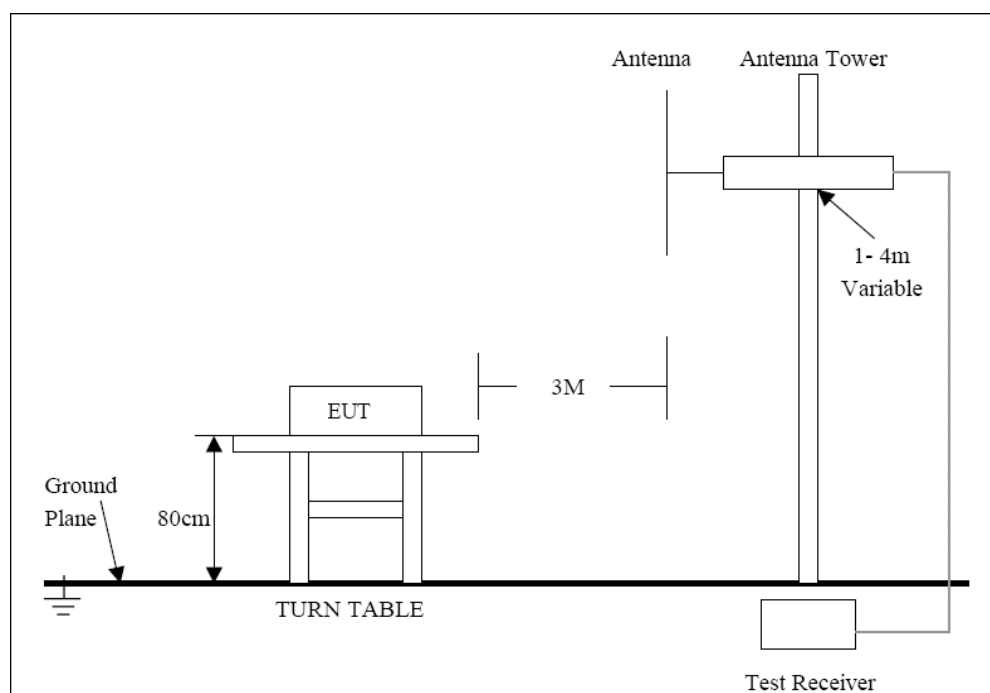 Antenna
Antenna Tower
1- 4m
Variable
3M
EUT
Ground
Plane
80cm
TURN TABLE
Test Receiver